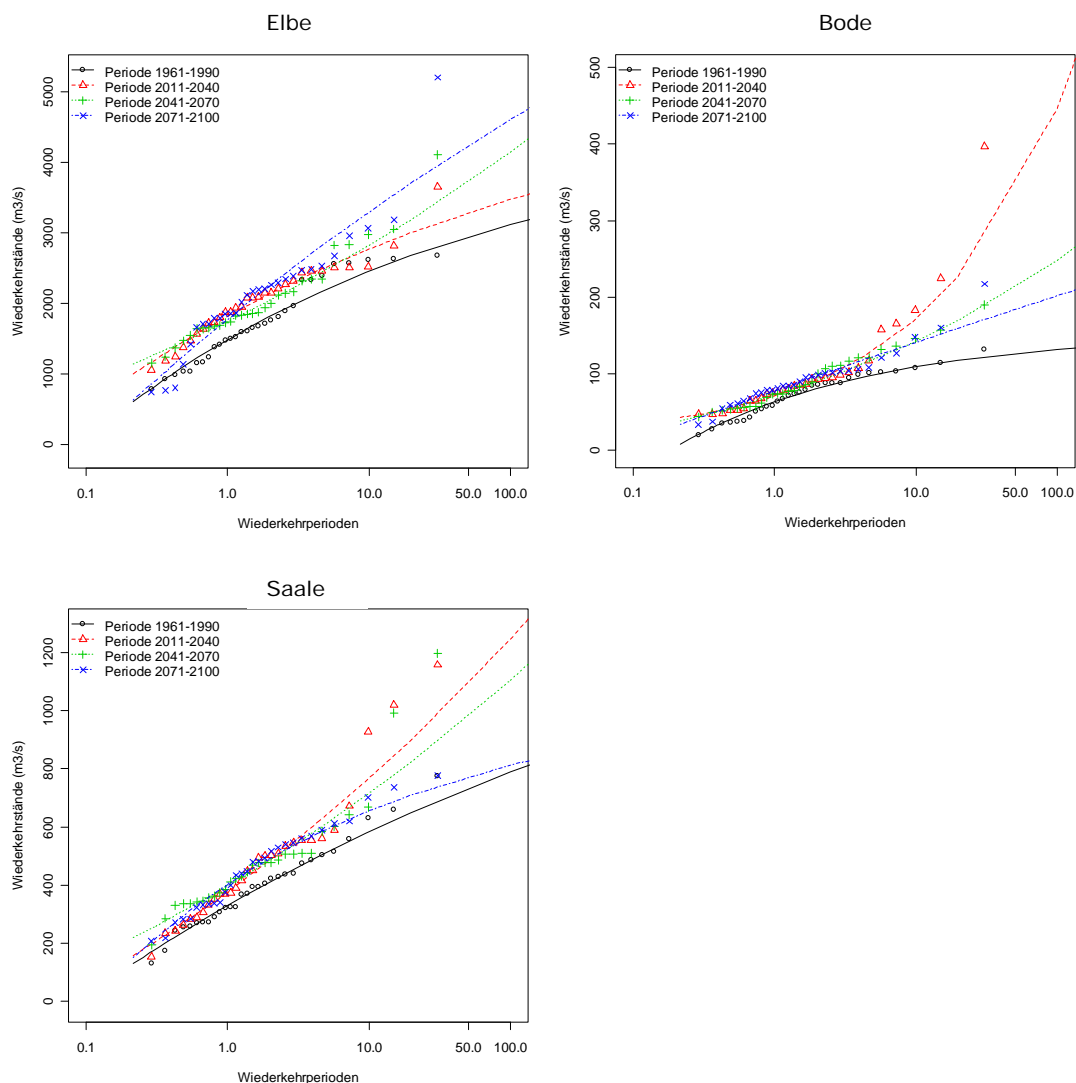 Elbe
Periode 1961-1990
Periode 2011-2040
Periode 2041-2070
Periode 2071-2100
Wiederkehrstände (m3/s)
5000
4000
3000
2000
1000
0
0.1 1.0 10.0 50.0 100.0
Wiederkehrperioden
Bode
Periode 1961-1990
Periode 2011-2040
Periode 2041-2070
Periode 2071-2100
Wiederkehrstände (m3/s)
500
400
300
200
100
0
0.1 1.0 10.0 50.0 100.0
Wiederkehrperioden
Saale
Periode 1961-1990
Periode 2011-2040
Periode 2041-2070
Periode 2071-2100
Wiederkehrstände (m3/s)
1200
1000
800
600
400
200
0
0.1 1.0 10.0 50.0 100.0
Wiederkehrperioden